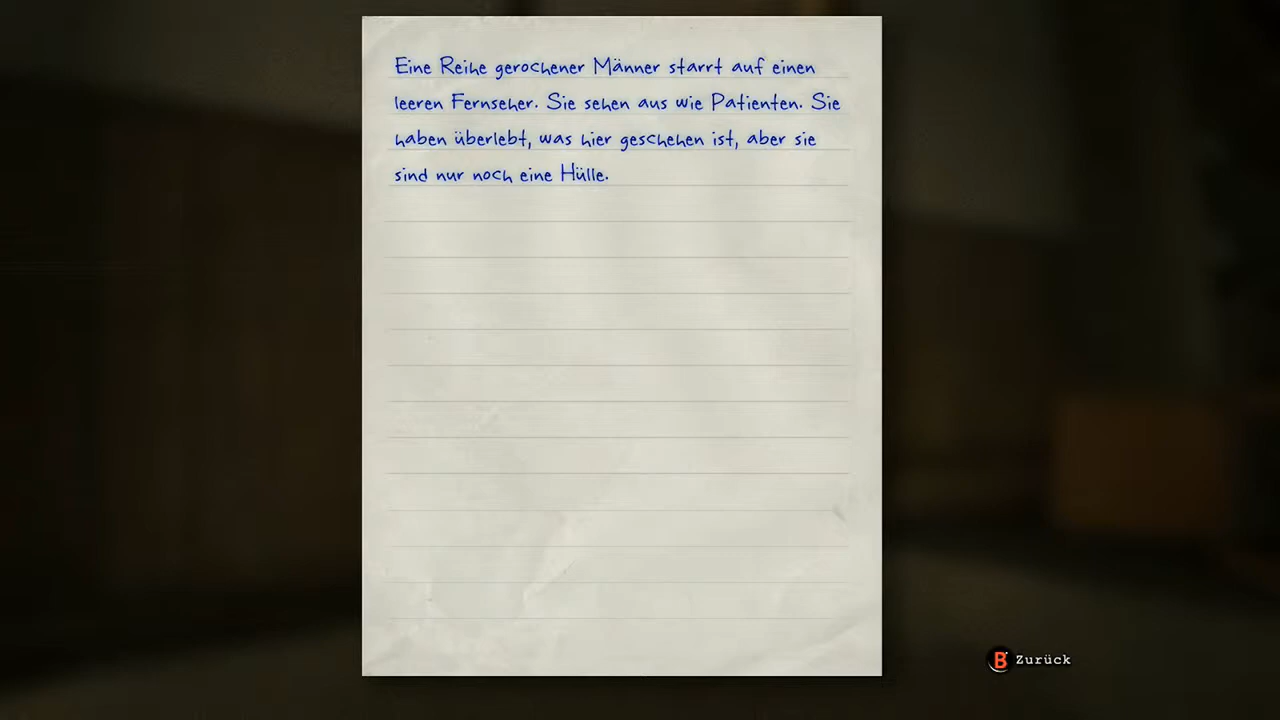 Eine Reihe gerochener Männer starrt auf einen
leeren Fernseher. Sie sehen aus wie Patienten. Sie
haben überlebt, was hier geschehen ist, aber sie
sind nur noch eine Hülle.
B Zurück